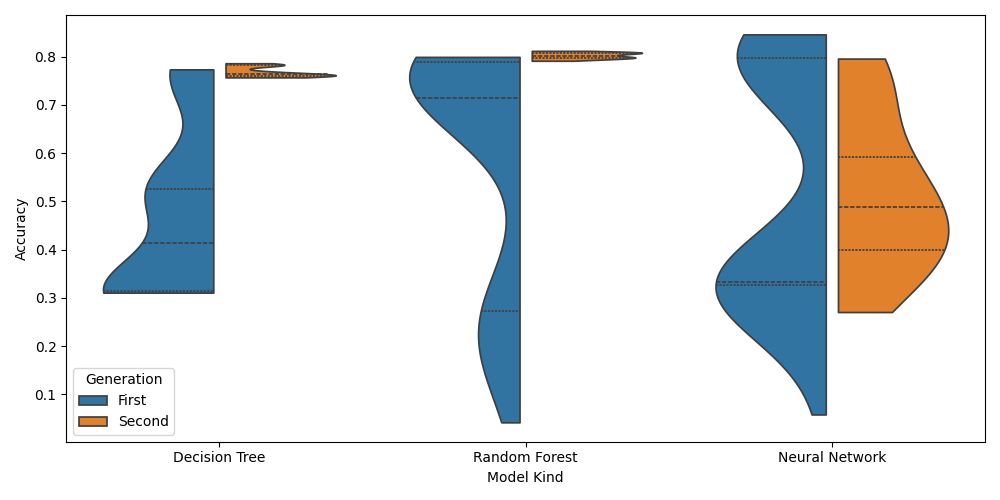 Accuracy
0.8
0.7
0.6
0.5
0.4
0.3
0.2
0.1
Generation
First
Second
Decision Tree Random Forest Neural Network
Model Kind